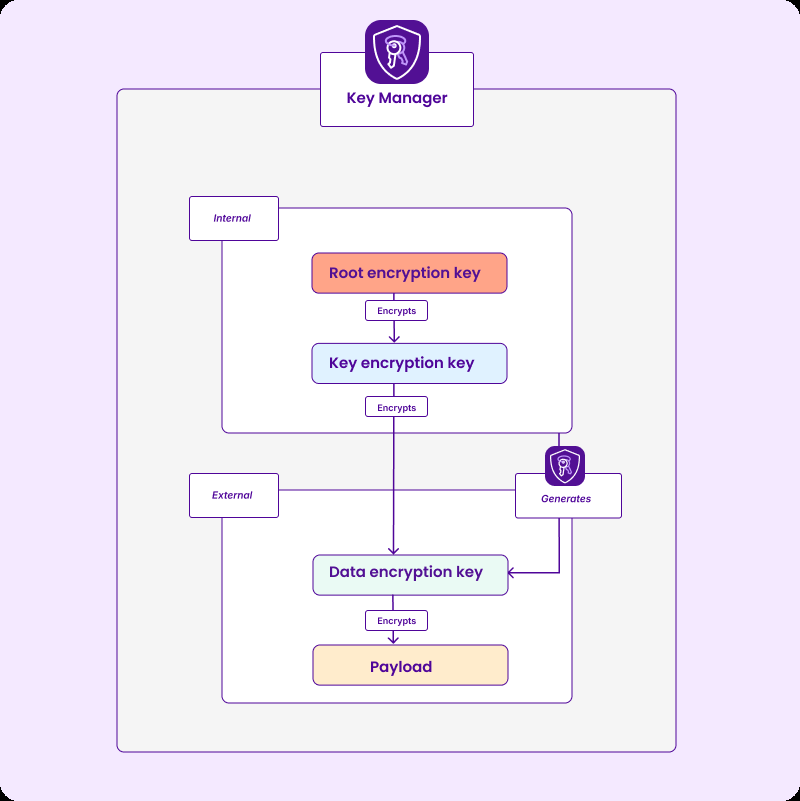 Key Manager
Internal
Root encryption key
Encrypts
Key encryption key
Encrypts
External
Generates
Data encryption key
Encrypts
Payload